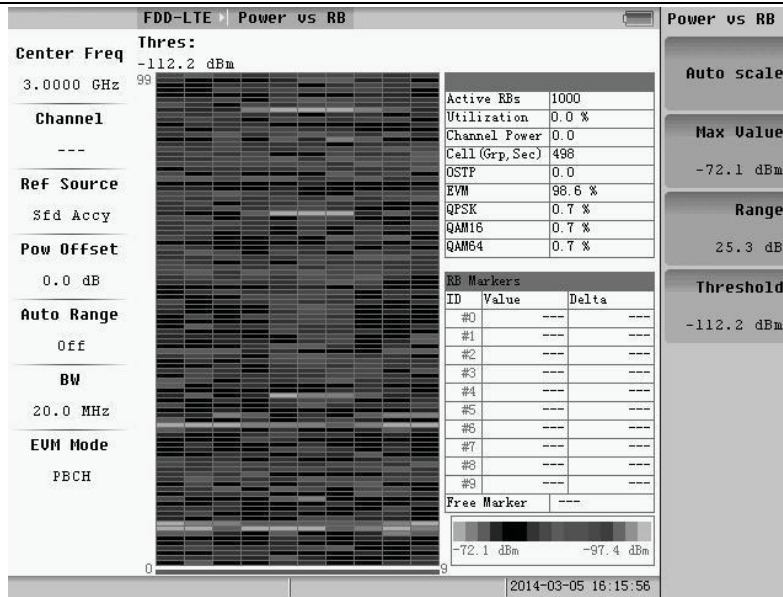 FDD-LTE Power vs RB
Power vs RB
Center Freq
3.0000 GHz
Channel
---
Ref Source
Sfd Accy
Pow Offset
0.0 dB
Auto Range
Off
BW
20.0 MHz
EVM Mode
PBCH
Thres:
-112.2 dBm
99
0
9
Active RBs 1000
Utilization 0.0 %
Channel Power 0.0
Cell(Grp,Sec) 498
OSTP 0.0
EVM 98.6 %
QPSK 0.7 %
QAM16 0.7 %
QAM64 0.7 %
RB Markers
ID Value Delta
#0 --- ---
#1 --- ---
#2 --- ---
#3 --- ---
#4 --- ---
#5 --- ---
#6 --- ---
#7 --- ---
#8 --- ---
#9 --- ---
Free Marker ---
-72.1 dBm -97.4 dBm
2014-03-05 16:15:56
Auto scale
Max Value
-72.1 dBm
Range
25.3 dB
Threshold
-112.2 dBm